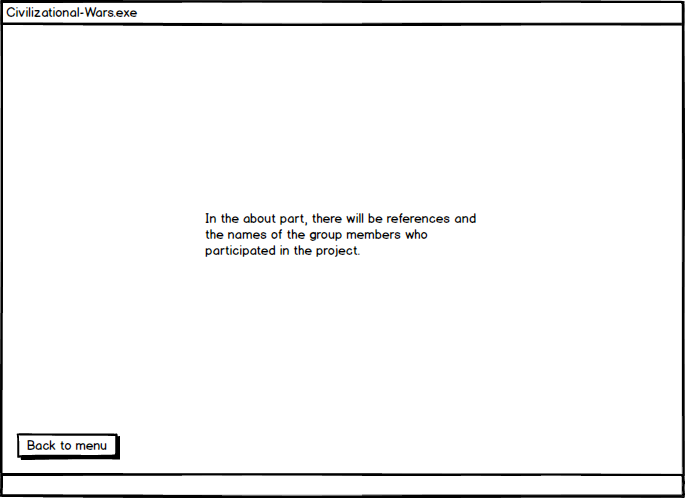 Civilizational-Wars.exe
In the about part, there will be references and
the names of the group members who
participated in the project.
Back to menu